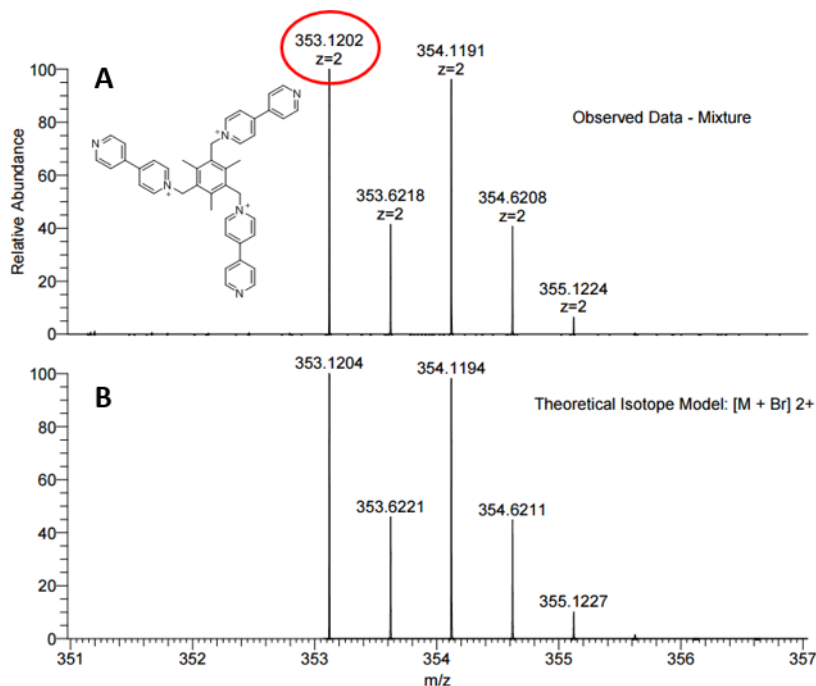 353.1202
z=2
354.1191
z=2
A
Observed Data - Mixture
353.6218
z=2
354.6208
z=2
355.1224
z=2
N
N+
N
N+
N+
N
Relative Abundance
100
80
60
40
20
0
353.1204
354.1194
B
Theoretical Isotope Model: [M + Br] 2+
353.6221
354.6211
355.1227
100
80
60
40
20
0
351
352
353
354
355
356
357
m/z